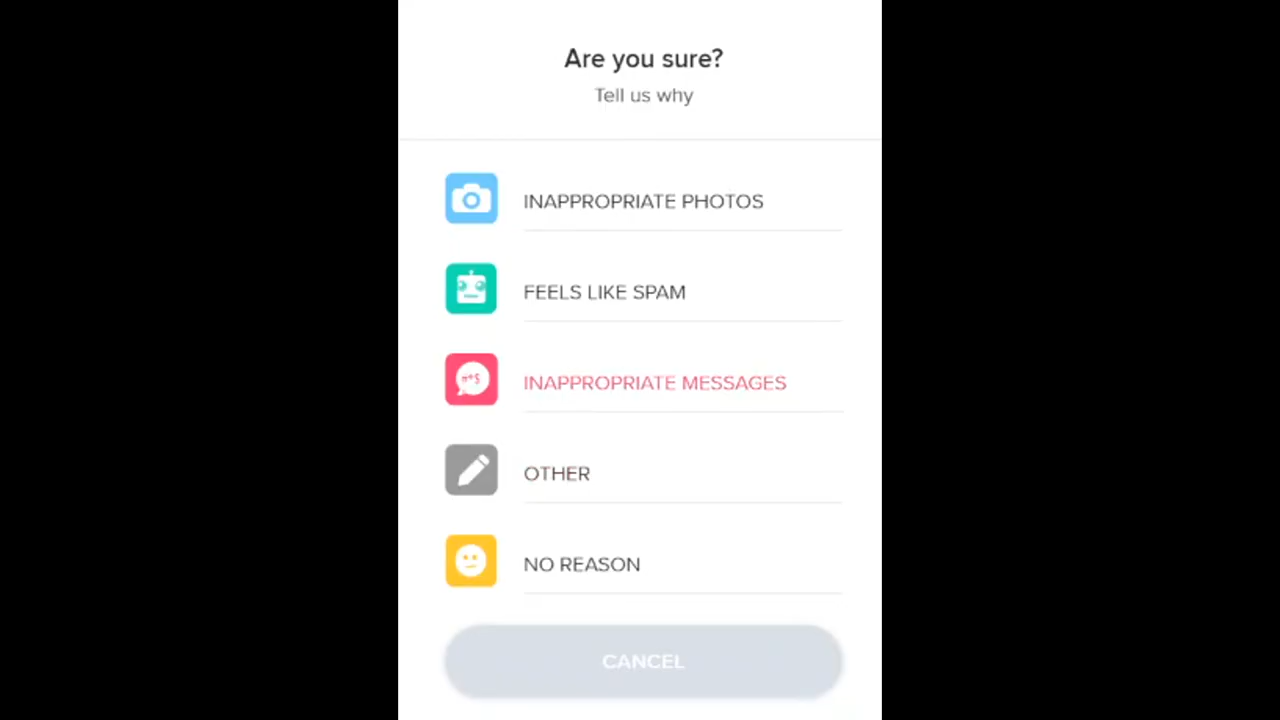 Are you sure?
Tell us why
INAPPROPRIATE PHOTOS
FEELS LIKE SPAM
INAPPROPRIATE MESSAGES
OTHER
NO REASON
CANCEL